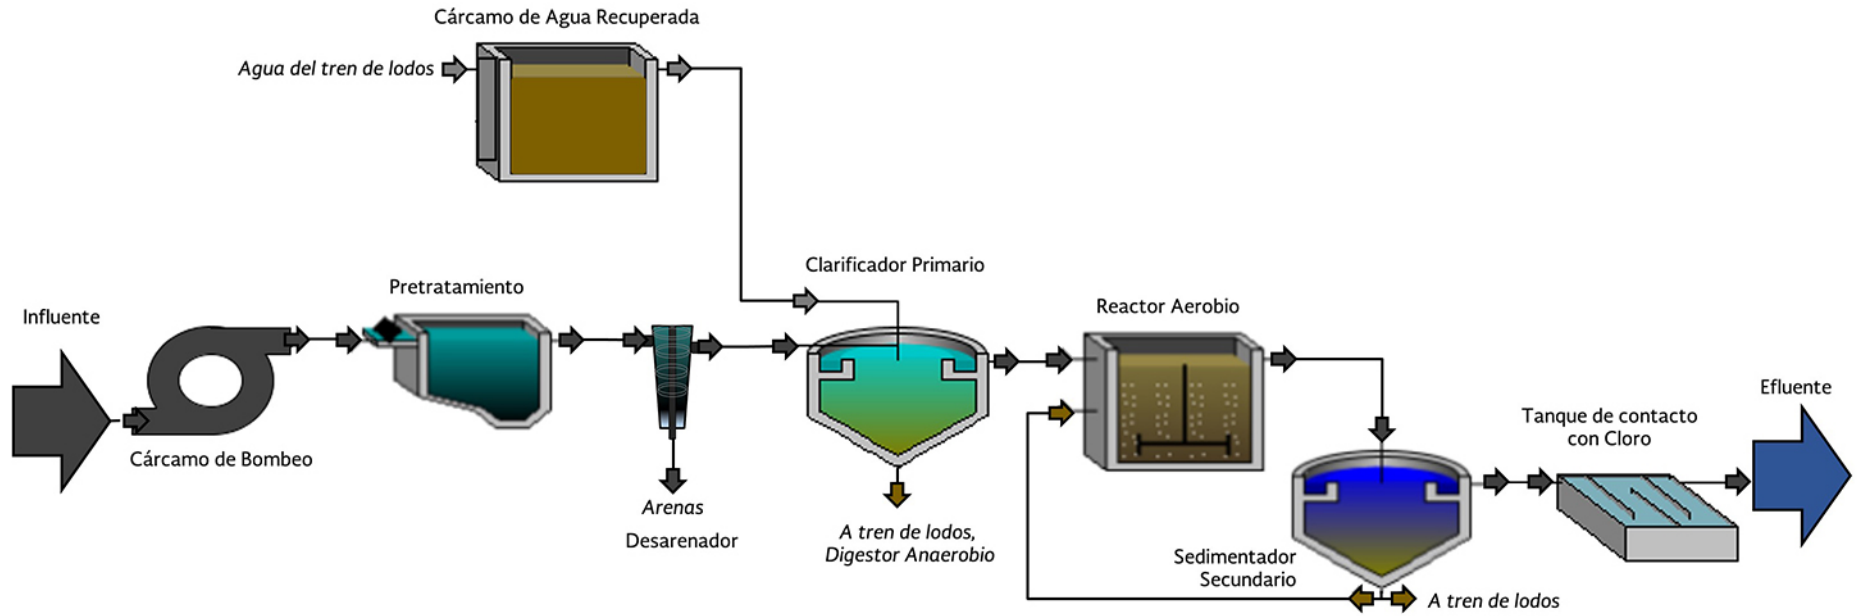 Cárcamo de Agua Recuperada
Agua del tren de lodos
Clarificador Primario
Pretratamiento
Reactor Aerobio
Influente
Efluente
Tanque de contacto
con Cloro
Cárcamo de Bombeo
Arenas
Desarenador
A tren de lodos,
Digestor Anaerobio
Sedimentador
Secundario
A tren de lodos